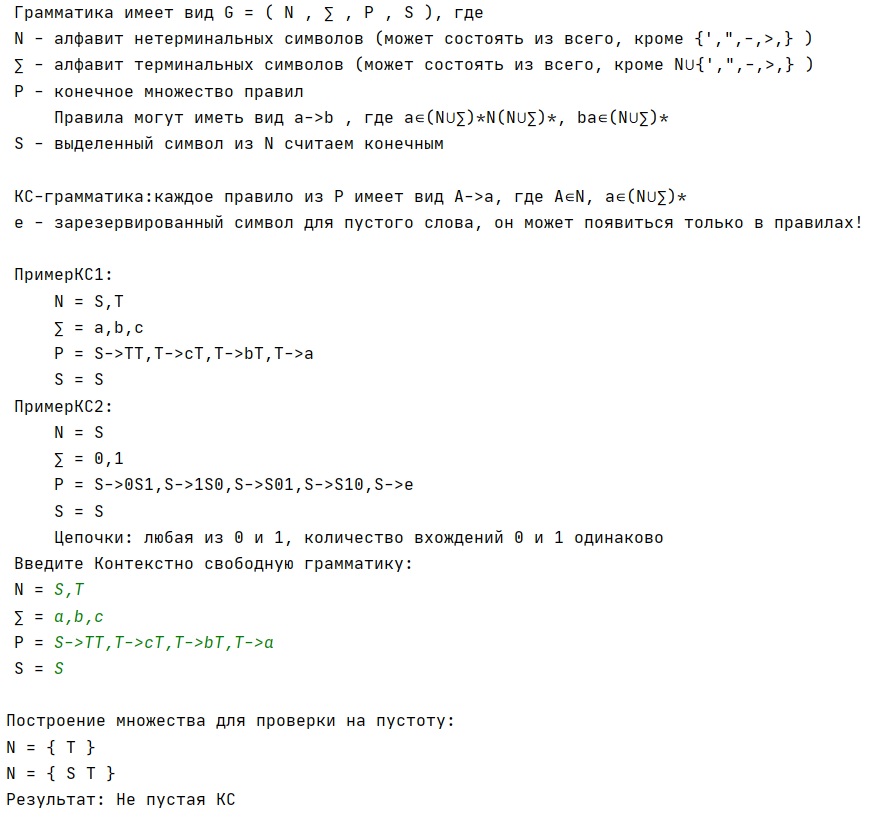 Грамматика имеет вид G = ( N , ∑ , P , S ), где
N – алфавит нетерминальных символов (может состоять из всего, кроме {',",-,>,} )
∑ – алфавит терминальных символов (может состоять из всего, кроме N∪{',",-,>,} )
P – конечное множество правил
Правила могут иметь вид a->b , где a∊(N∪∑)*N(N∪∑)*, ba∊(N∪∑)*
S – выделенный символ из N считаем конечным
КС-грамматика:каждое правило из P имеет вид A->a, где A∊N, a∊(N∪∑)*
e – зарезервированный символ для пустого слова, он может появиться только в правилах!
ПримерКС1:
N = S,T
∑ = a,b,c
P = S->TT,T->cT,T->bT,T->a
S = S
ПримерКС2:
N = S
∑ = 0,1
P = S->0S1,S->1S0,S->S01,S->S10,S->e
S = S
Цепочки: любая из 0 и 1, количество вхождений 0 и 1 одинаково
Введите Контекстно свободную грамматику:
N = S,T
∑ = a,b,c
P = S->TT,T->cT,T->bT,T->a
S = S
Построение множества для проверки на пустоту:
N = { T }
N = { S T }
Результат: Не пустая КС